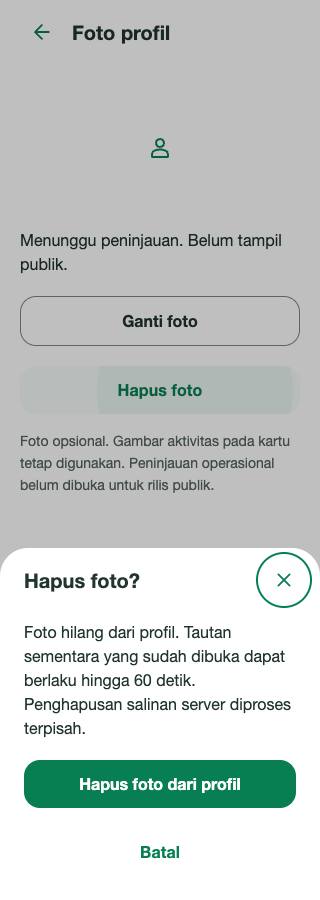 Foto profil
Menunggu peninjauan. Belum tampil
publik.
Ganti foto
Hapus foto
Foto opsional. Gambar aktivitas pada kartu
tetap digunakan. Peninjauan operasional
belum dibuka untuk rilis publik.
Hapus foto?
Foto hilang dari profil. Tautan
sementara yang sudah dibuka dapat
berlaku hingga 60 detik.
Penghapusan salinan server diproses
terpisah.
Hapus foto dari profil
Batal